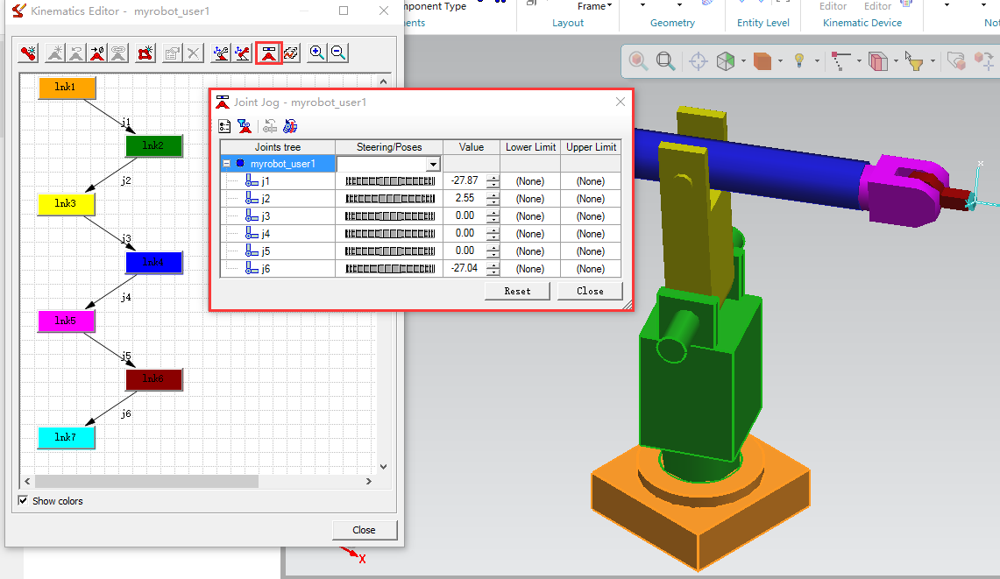 Kinematics Editor - myrobot_user1
mponent Type
Frame
Layout
Geometry
Entity Level
Editor
Editor
Kinematic Device
Not
ents
lnk1
j1
lnk2
j2
lnk3
j3
lnk4
j4
lnk5
j5
lnk6
j6
lnk7
Show colors
Close
Joint Jog - myrobot_user1
Joints tree Steering/Poses Value Lower Limit Upper Limit
myrobot_user1
j1 -27.87 (None) (None)
j2 2.55 (None) (None)
j3 0.00 (None) (None)
j4 0.00 (None) (None)
j5 0.00 (None) (None)
j6 -27.04 (None) (None)
Reset Close
X